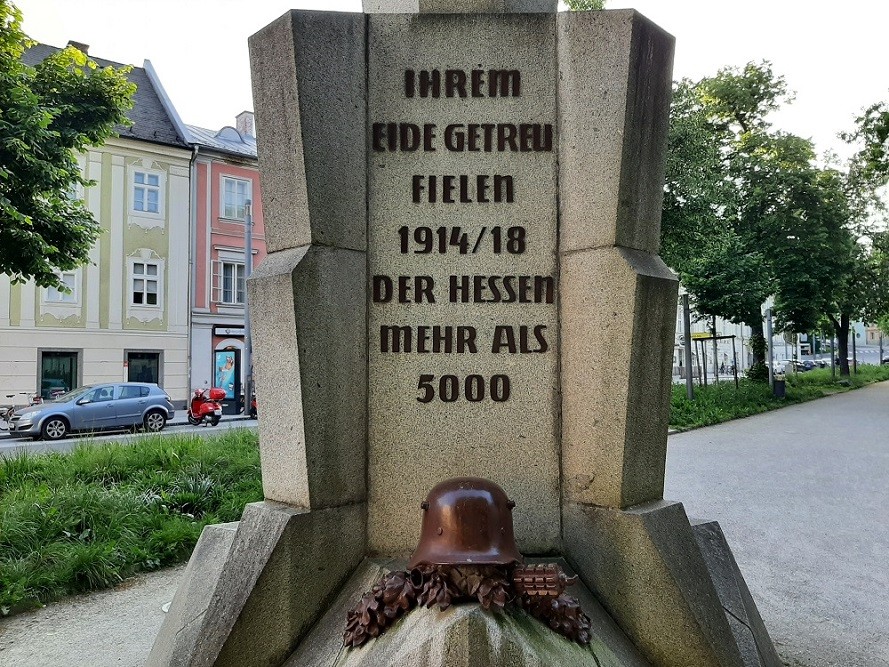 IHREM
EIDE GETREU
FIELEN
1914/18
DER HESSEN
MEHR ALS
5000